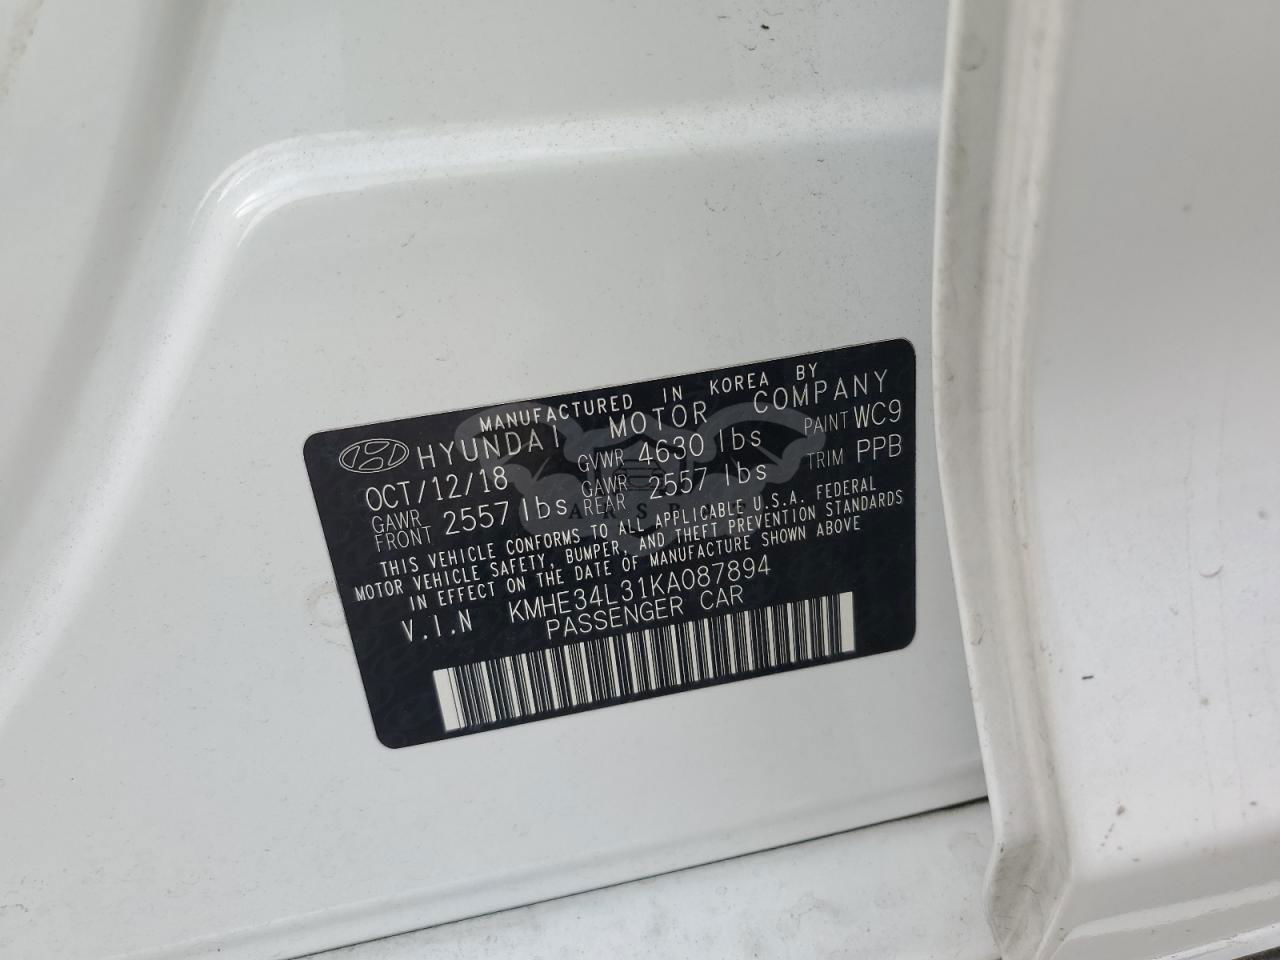 MANUFACTURED IN KOREA BY
HYUNDAI MOTOR COMPANY
OCT/12/18 GVWR 4630 lbs PAINT WC9
GAWR FRONT 2557 lbs GAWR REAR 2557 lbs TRIM PPB
THIS VEHICLE CONFORMS TO ALL APPLICABLE U.S.A. FEDERAL
MOTOR VEHICLE SAFETY, BUMPER, AND THEFT PREVENTION STANDARDS
IN EFFECT ON THE DATE OF MANUFACTURE SHOWN ABOVE
V.I.N KMHE34L31KA087894
PASSENGER CAR